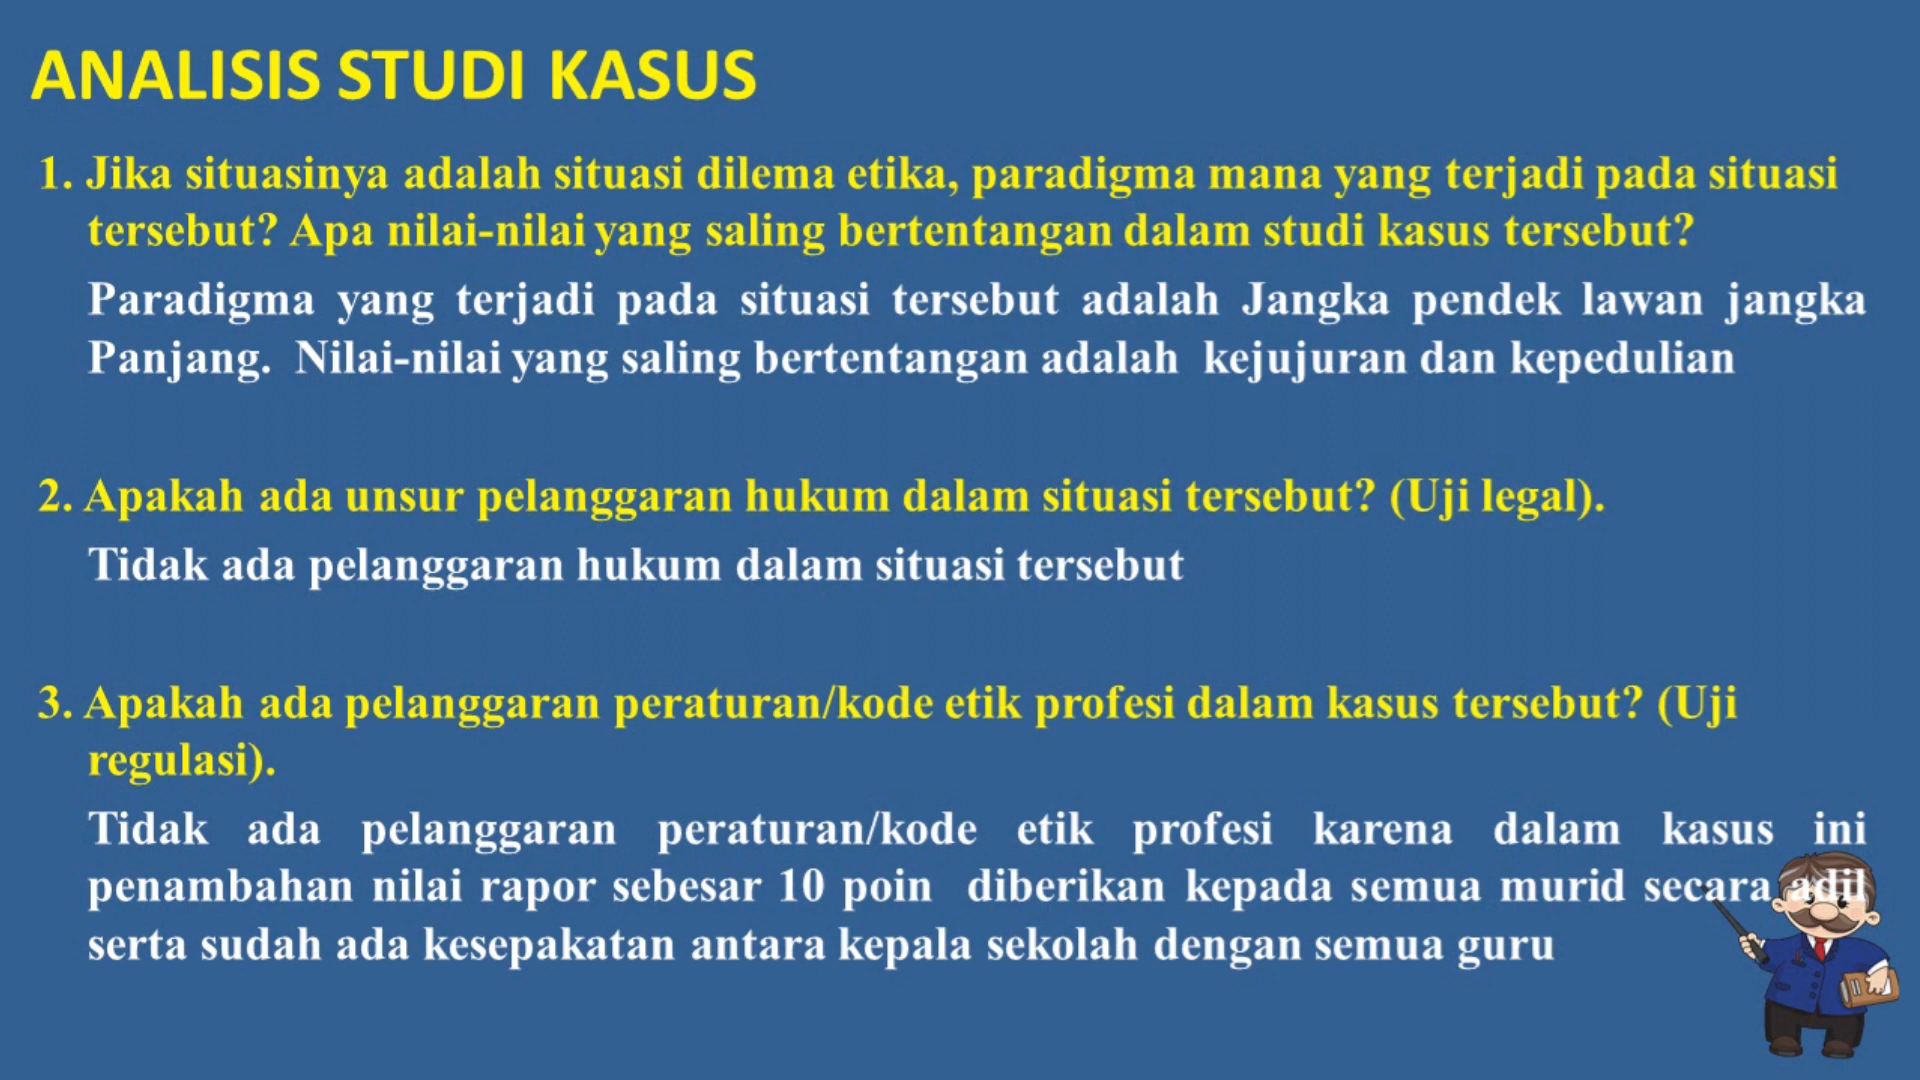 ANALISIS STUDI KASUS
1. Jika situasinya adalah situasi dilema etika, paradigma mana yang terjadi pada situasi
tersebut? Apa nilai-nilai yang saling bertentangan dalam studi kasus tersebut?
Paradigma yang terjadi pada situasi tersebut adalah Jangka pendek lawan jangka
Panjang. Nilai-nilai yang saling bertentangan adalah kejujuran dan kepedulian
2. Apakah ada unsur pelanggaran hukum dalam situasi tersebut? (Uji legal).
Tidak ada pelanggaran hukum dalam situasi tersebut
3. Apakah ada pelanggaran peraturan/kode etik profesi dalam kasus tersebut? (Uji
regulasi).
Tidak ada pelanggaran peraturan/kode etik profesi karena dalam kasus ini
penambahan nilai rapor sebesar 10 poin diberikan kepada semua murid secara adil
serta sudah ada kesepakatan antara kepala sekolah dengan semua guru